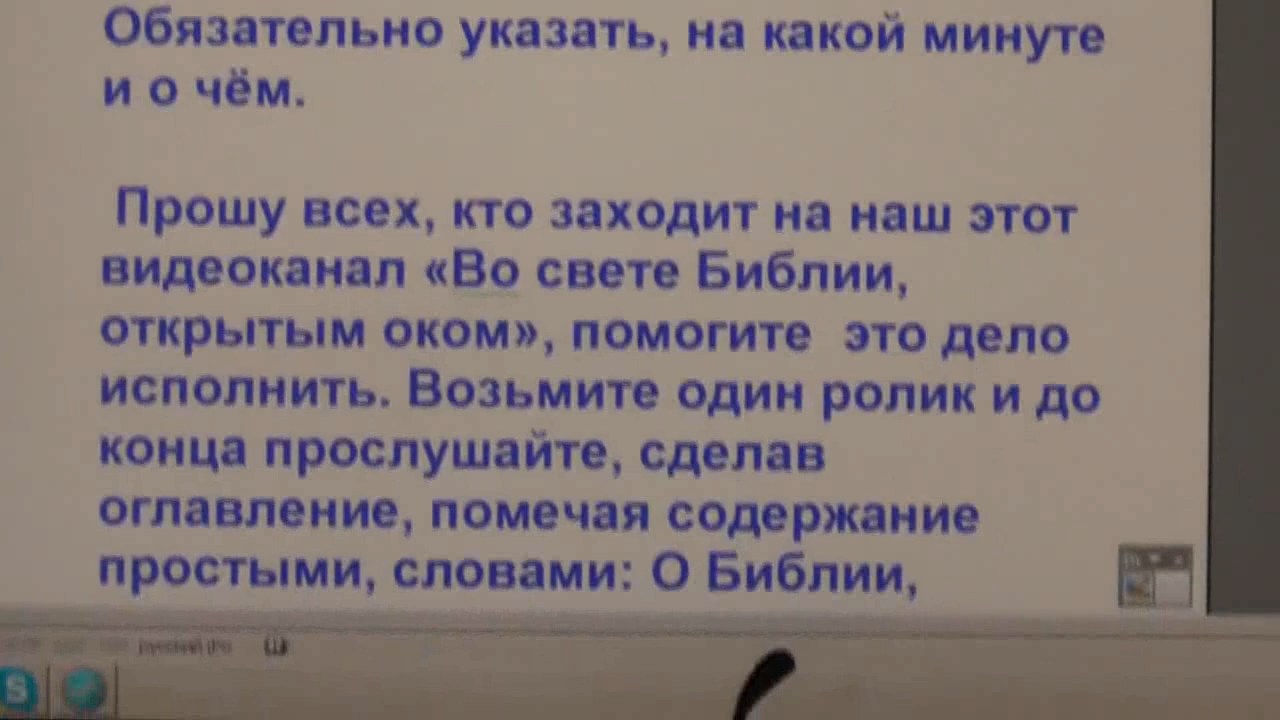 Обязательно указать, на какой минуте
и о чём.
Прошу всех, кто заходит на наш этот
видеоканал «Во свете Библии,
открытым оком», помогите это дело
исполнить. Возьмите один ролик и до
конца прослушайте, сделав
оглавление, помечая содержание
простыми, словами: О Библии,